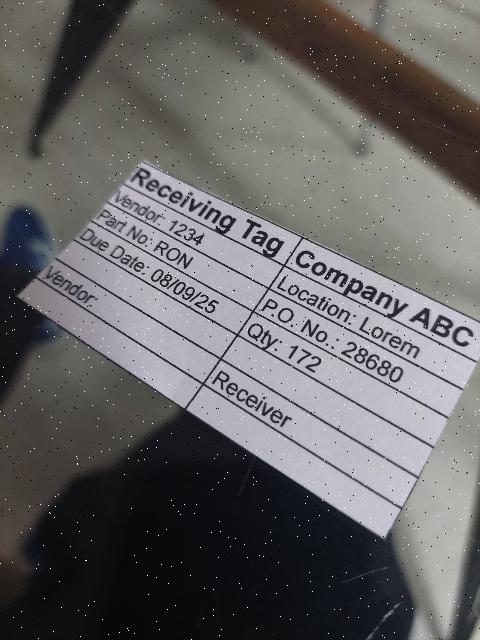 Receiving Tag Company ABC
Vendor: 1234 Location: Lorem
Part No: RON P.O. No.: 28680
Due Date: 08/09/25 Qty: 172
Vendor: Receiver